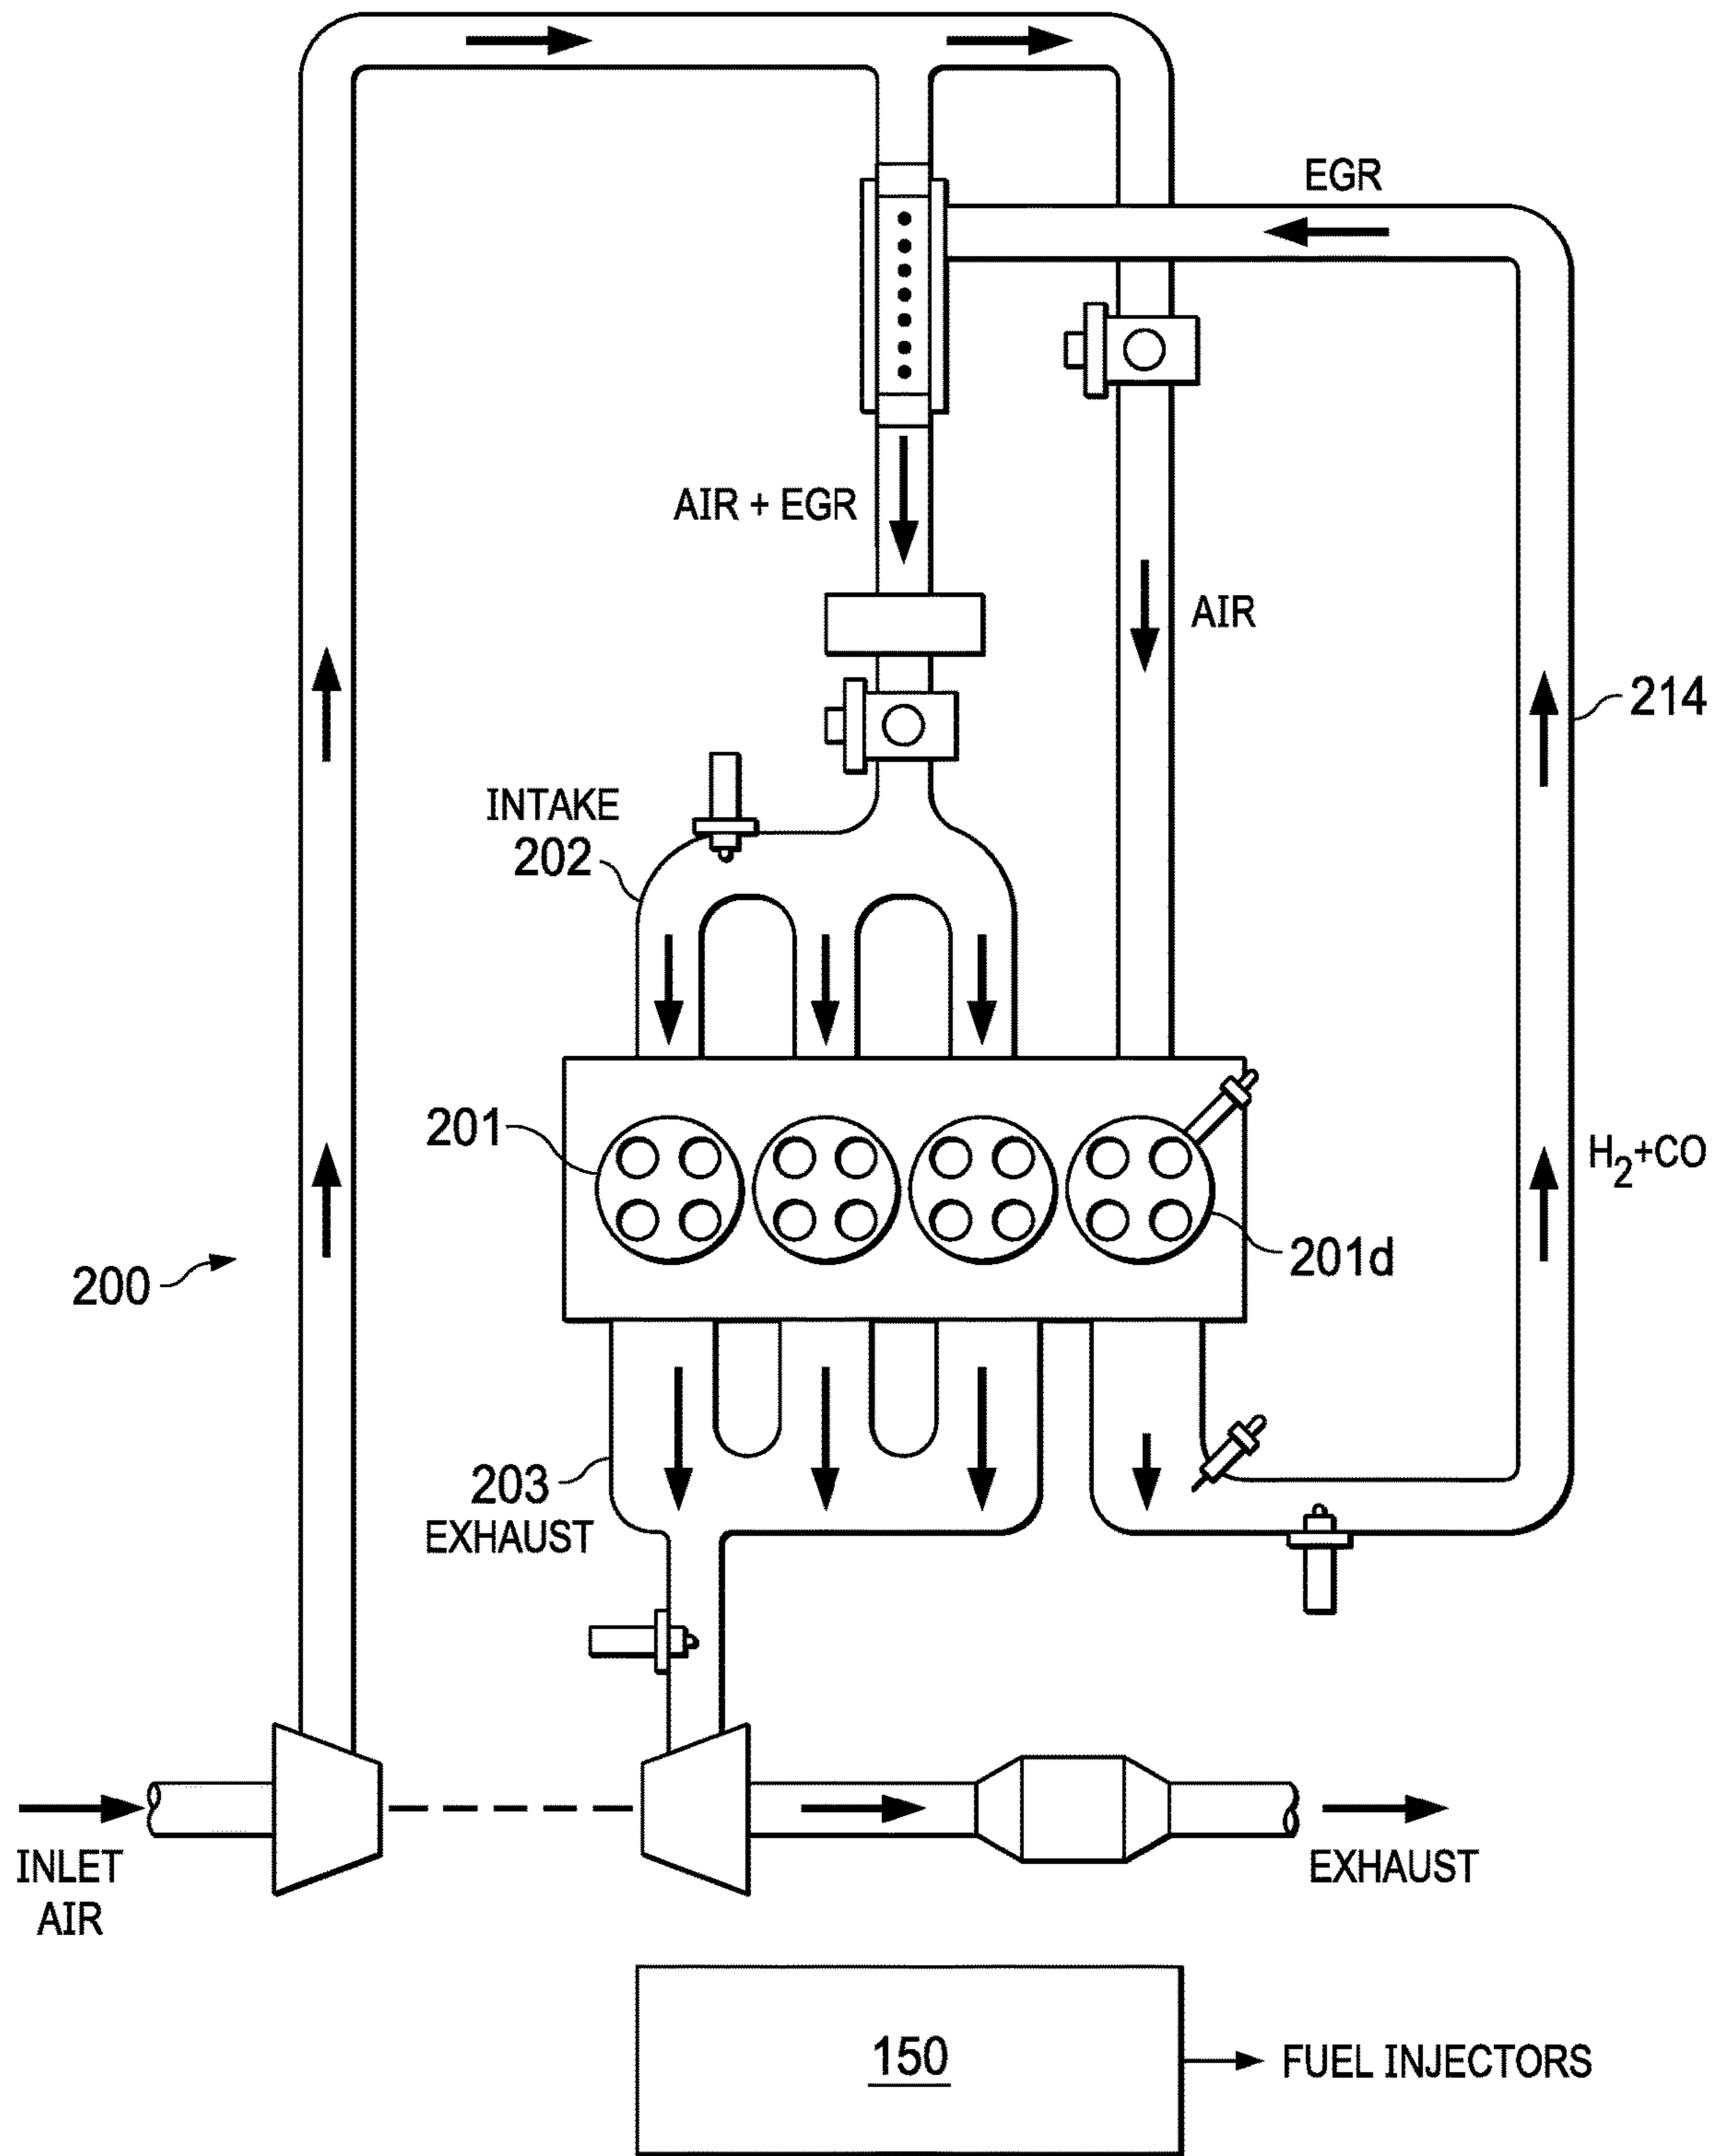 EGR
AIR + EGR
AIR
214
INTAKE
202
201
H2+CO
201d
200
203
EXHAUST
INLET
AIR
EXHAUST
150
FUEL INJECTORS